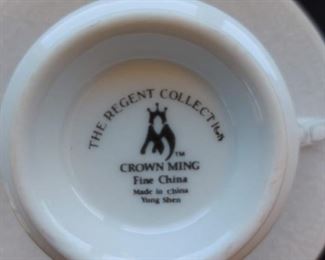 THE REGENT COLLECTION
TM
CROWN MING
Fine China
Made in China
Yung Shen